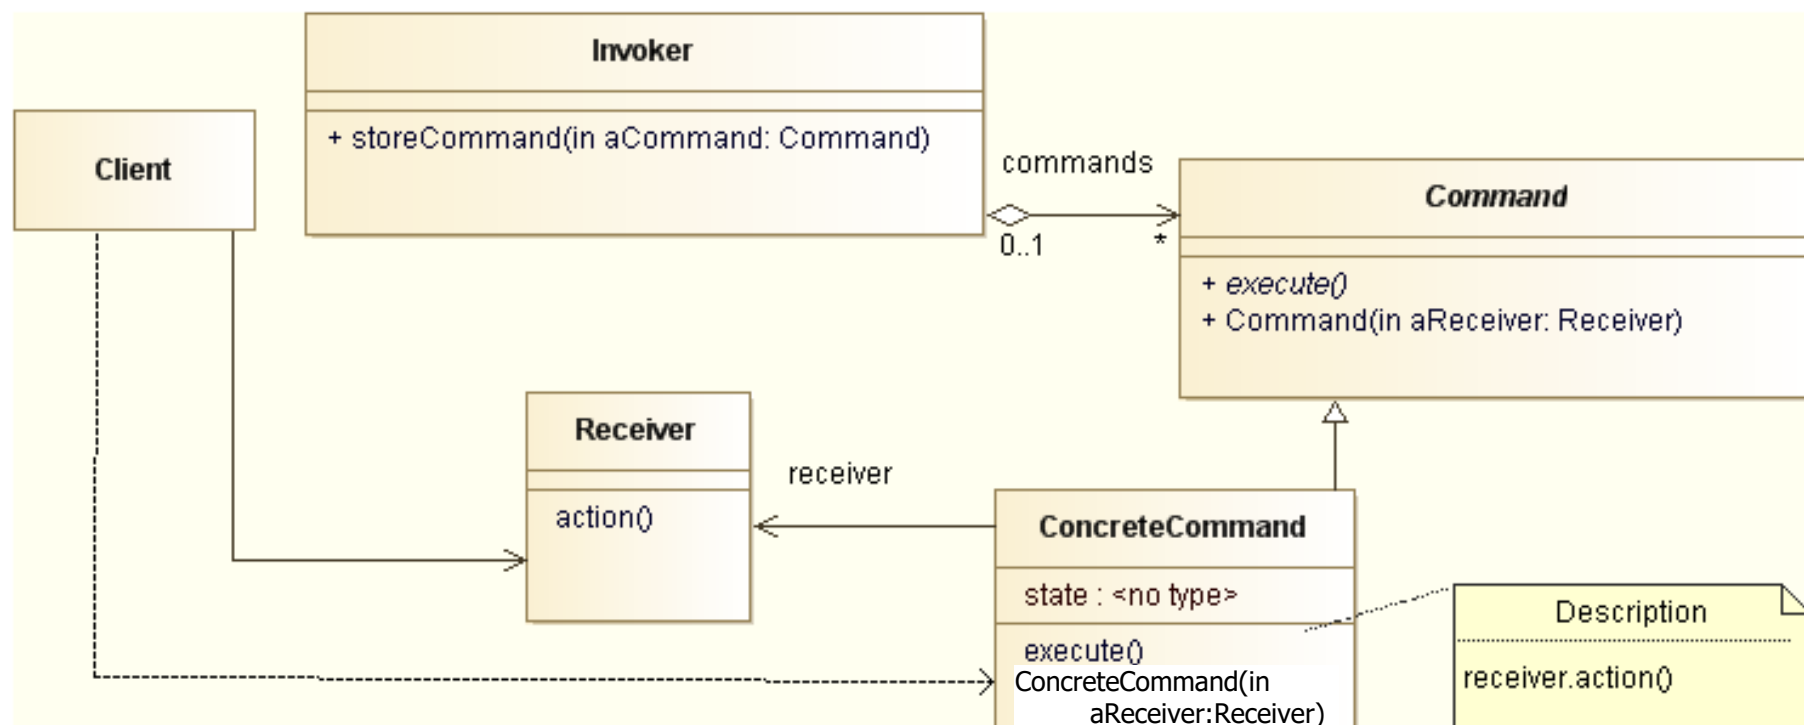 Invoker
+ storeCommand(in aCommand: Command)
Client
commands
0..1
*
Command
+ execute()
+ Command(in aReceiver: Receiver)
Receiver
action()
receiver
ConcreteCommand
state : <no type>
execute()
ConcreteCommand(in
aReceiver:Receiver)
Description
receiver.action()